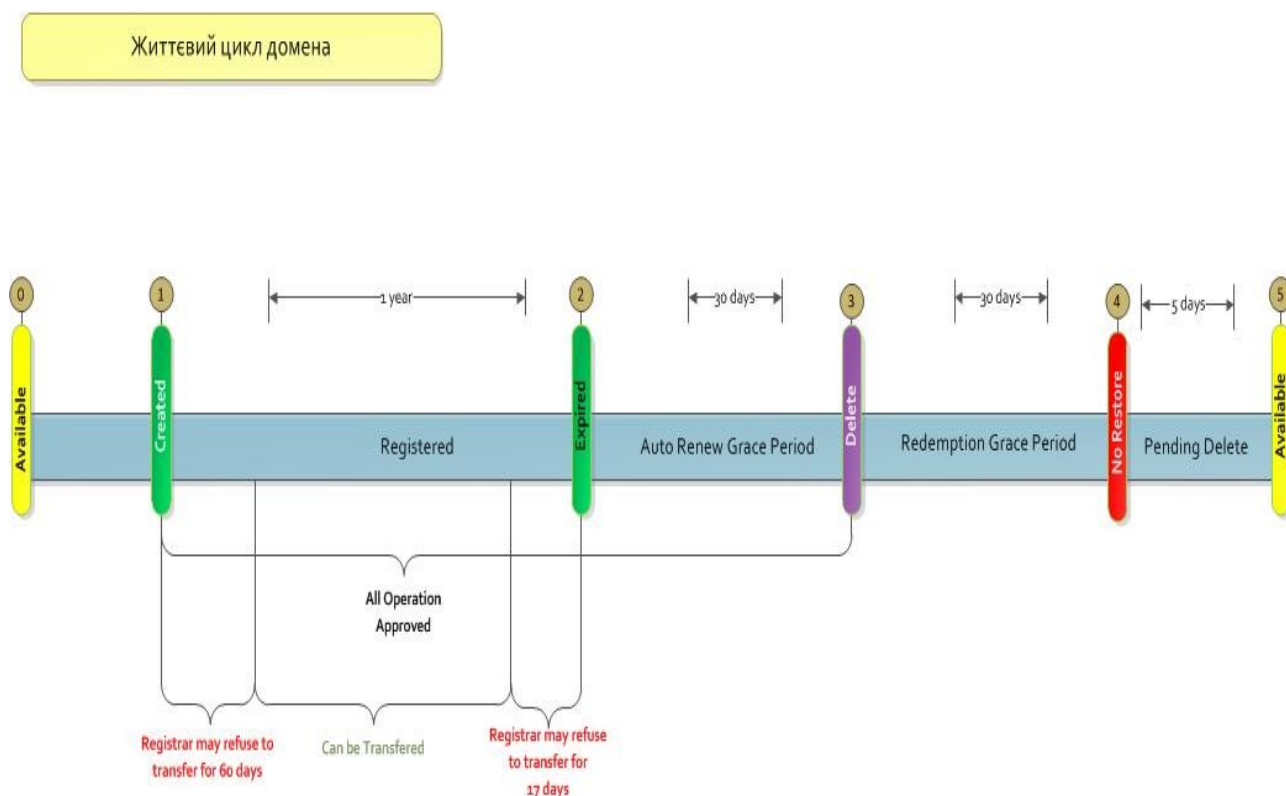 Життєвий цикл домена
0
1
1 year
2
30 days
3
30 days
4
5 days
5
Available
Created
Registered
Expired
Auto Renew Grace Period
Delete
Redemption Grace Period
No Restore
Pending Delete
Available
All Operation
Approved
Registrar may refuse to
transfer for 60 days
Can be Transfered
Registrar may refuse
to transfer for
17 days